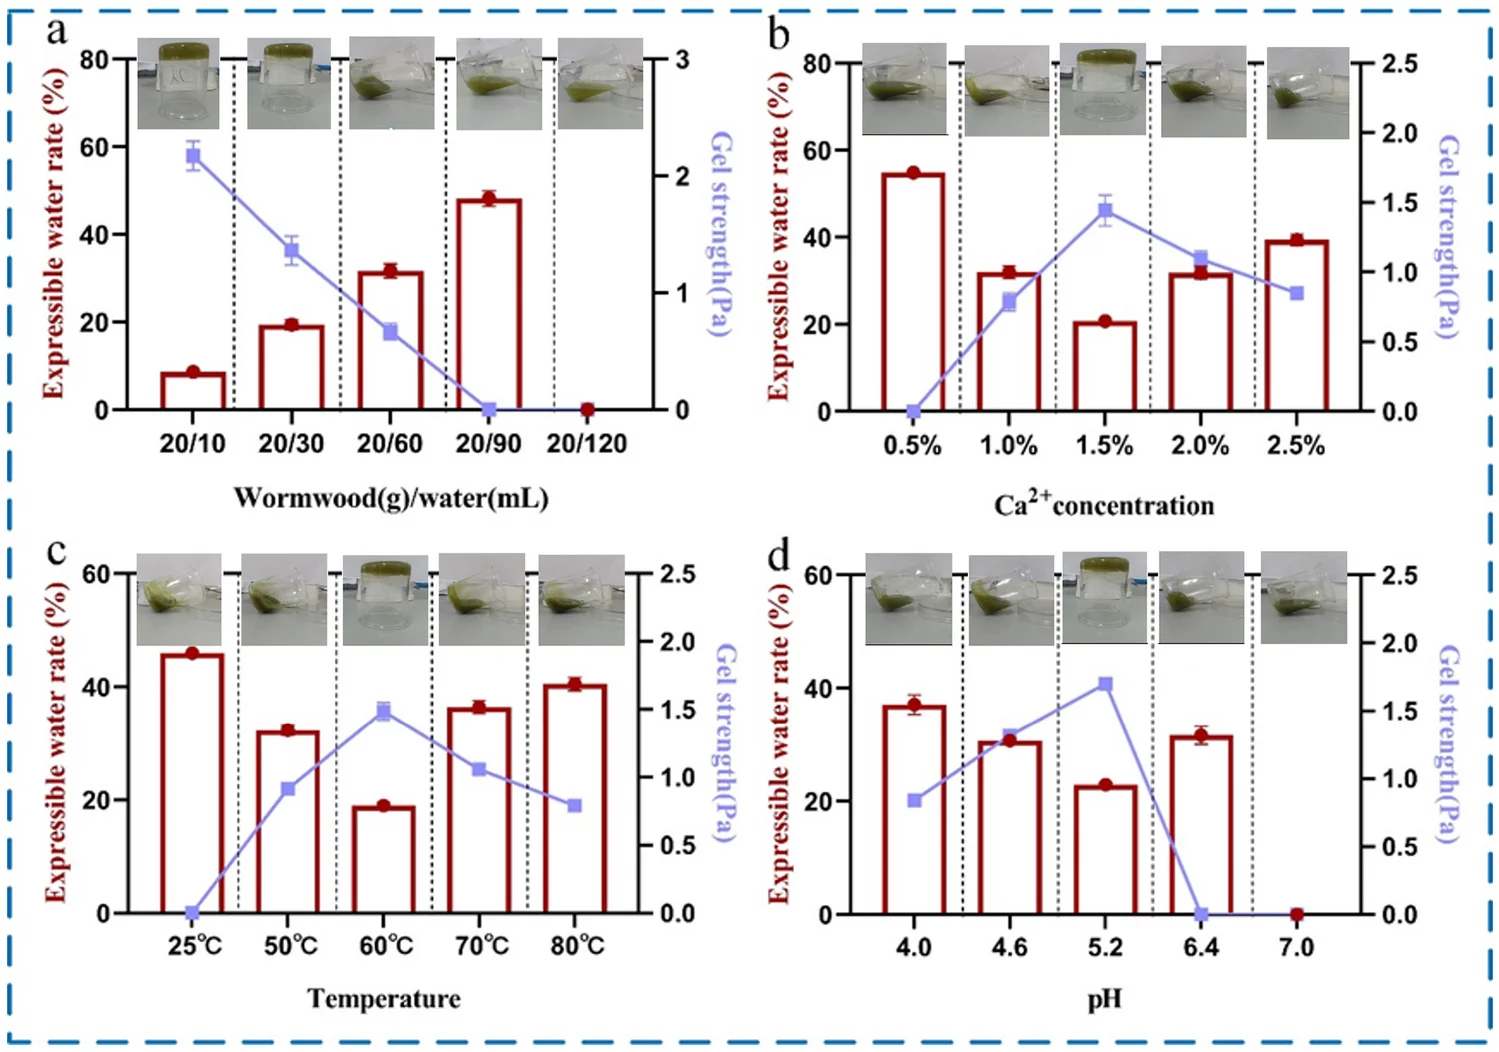 a
Expressible water rate (%)
80
60
40
20
0
3
2
1
0
Gel strength(Pa)
20/10 20/30 20/60 20/90 20/120
Wormwood(g)/water(mL)
b
Expressible water rate (%)
80
60
40
20
0
2.5
2.0
1.5
1.0
0.5
0.0
Gel strength(Pa)
0.5% 1.0% 1.5% 2.0% 2.5%
Ca²⁺concentration
c
Expressible water rate (%)
60
40
20
0
2.5
2.0
1.5
1.0
0.5
0.0
Gel strength(Pa)
25℃ 50℃ 60℃ 70℃ 80℃
Temperature
d
Expressible water rate (%)
60
40
20
0
2.5
2.0
1.5
1.0
0.5
0.0
Gel strength(Pa)
4.0 4.6 5.2 6.4 7.0
pH